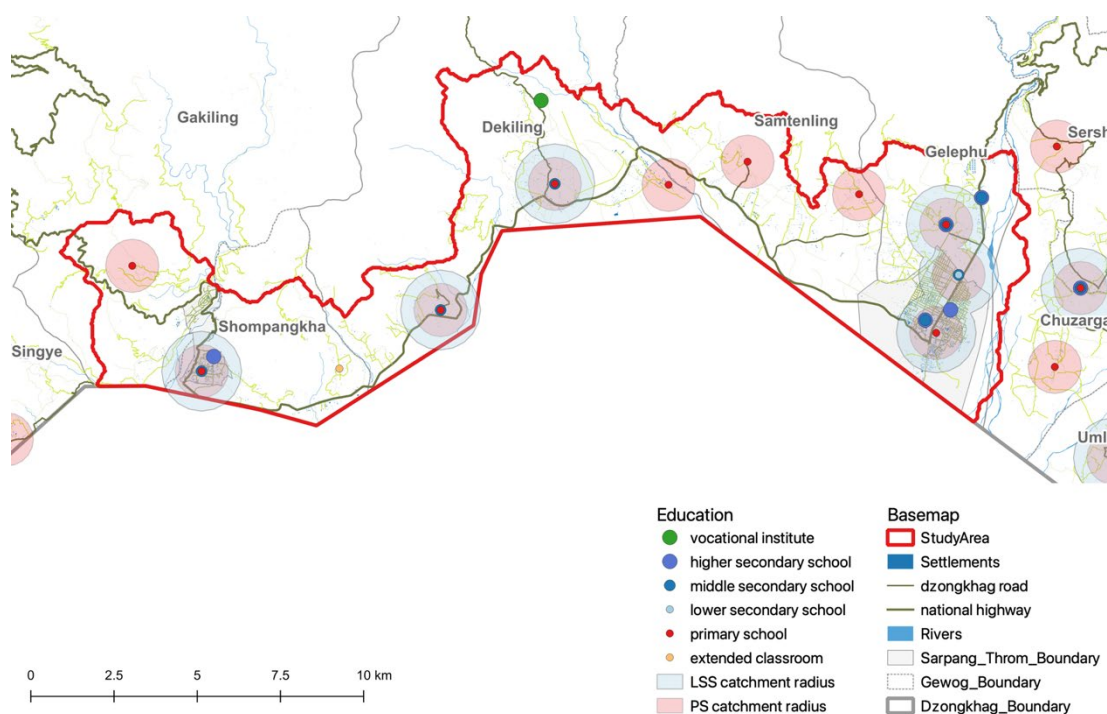 Gakiling
Dekiling
Samtenling
Sersh
Gelephu
Shompangkha
Singye
Chuzarga
Uml
Education
vocational institute
higher secondary school
middle secondary school
lower secondary school
primary school
extended classroom
LSS catchment radius
PS catchment radius
Basemap
StudyArea
Settlements
dzongkhag road
national highway
Rivers
Sarpang_Throm_Boundary
Gewog_Boundary
Dzongkhag_Boundary
0 2.5 5 7.5 10 km